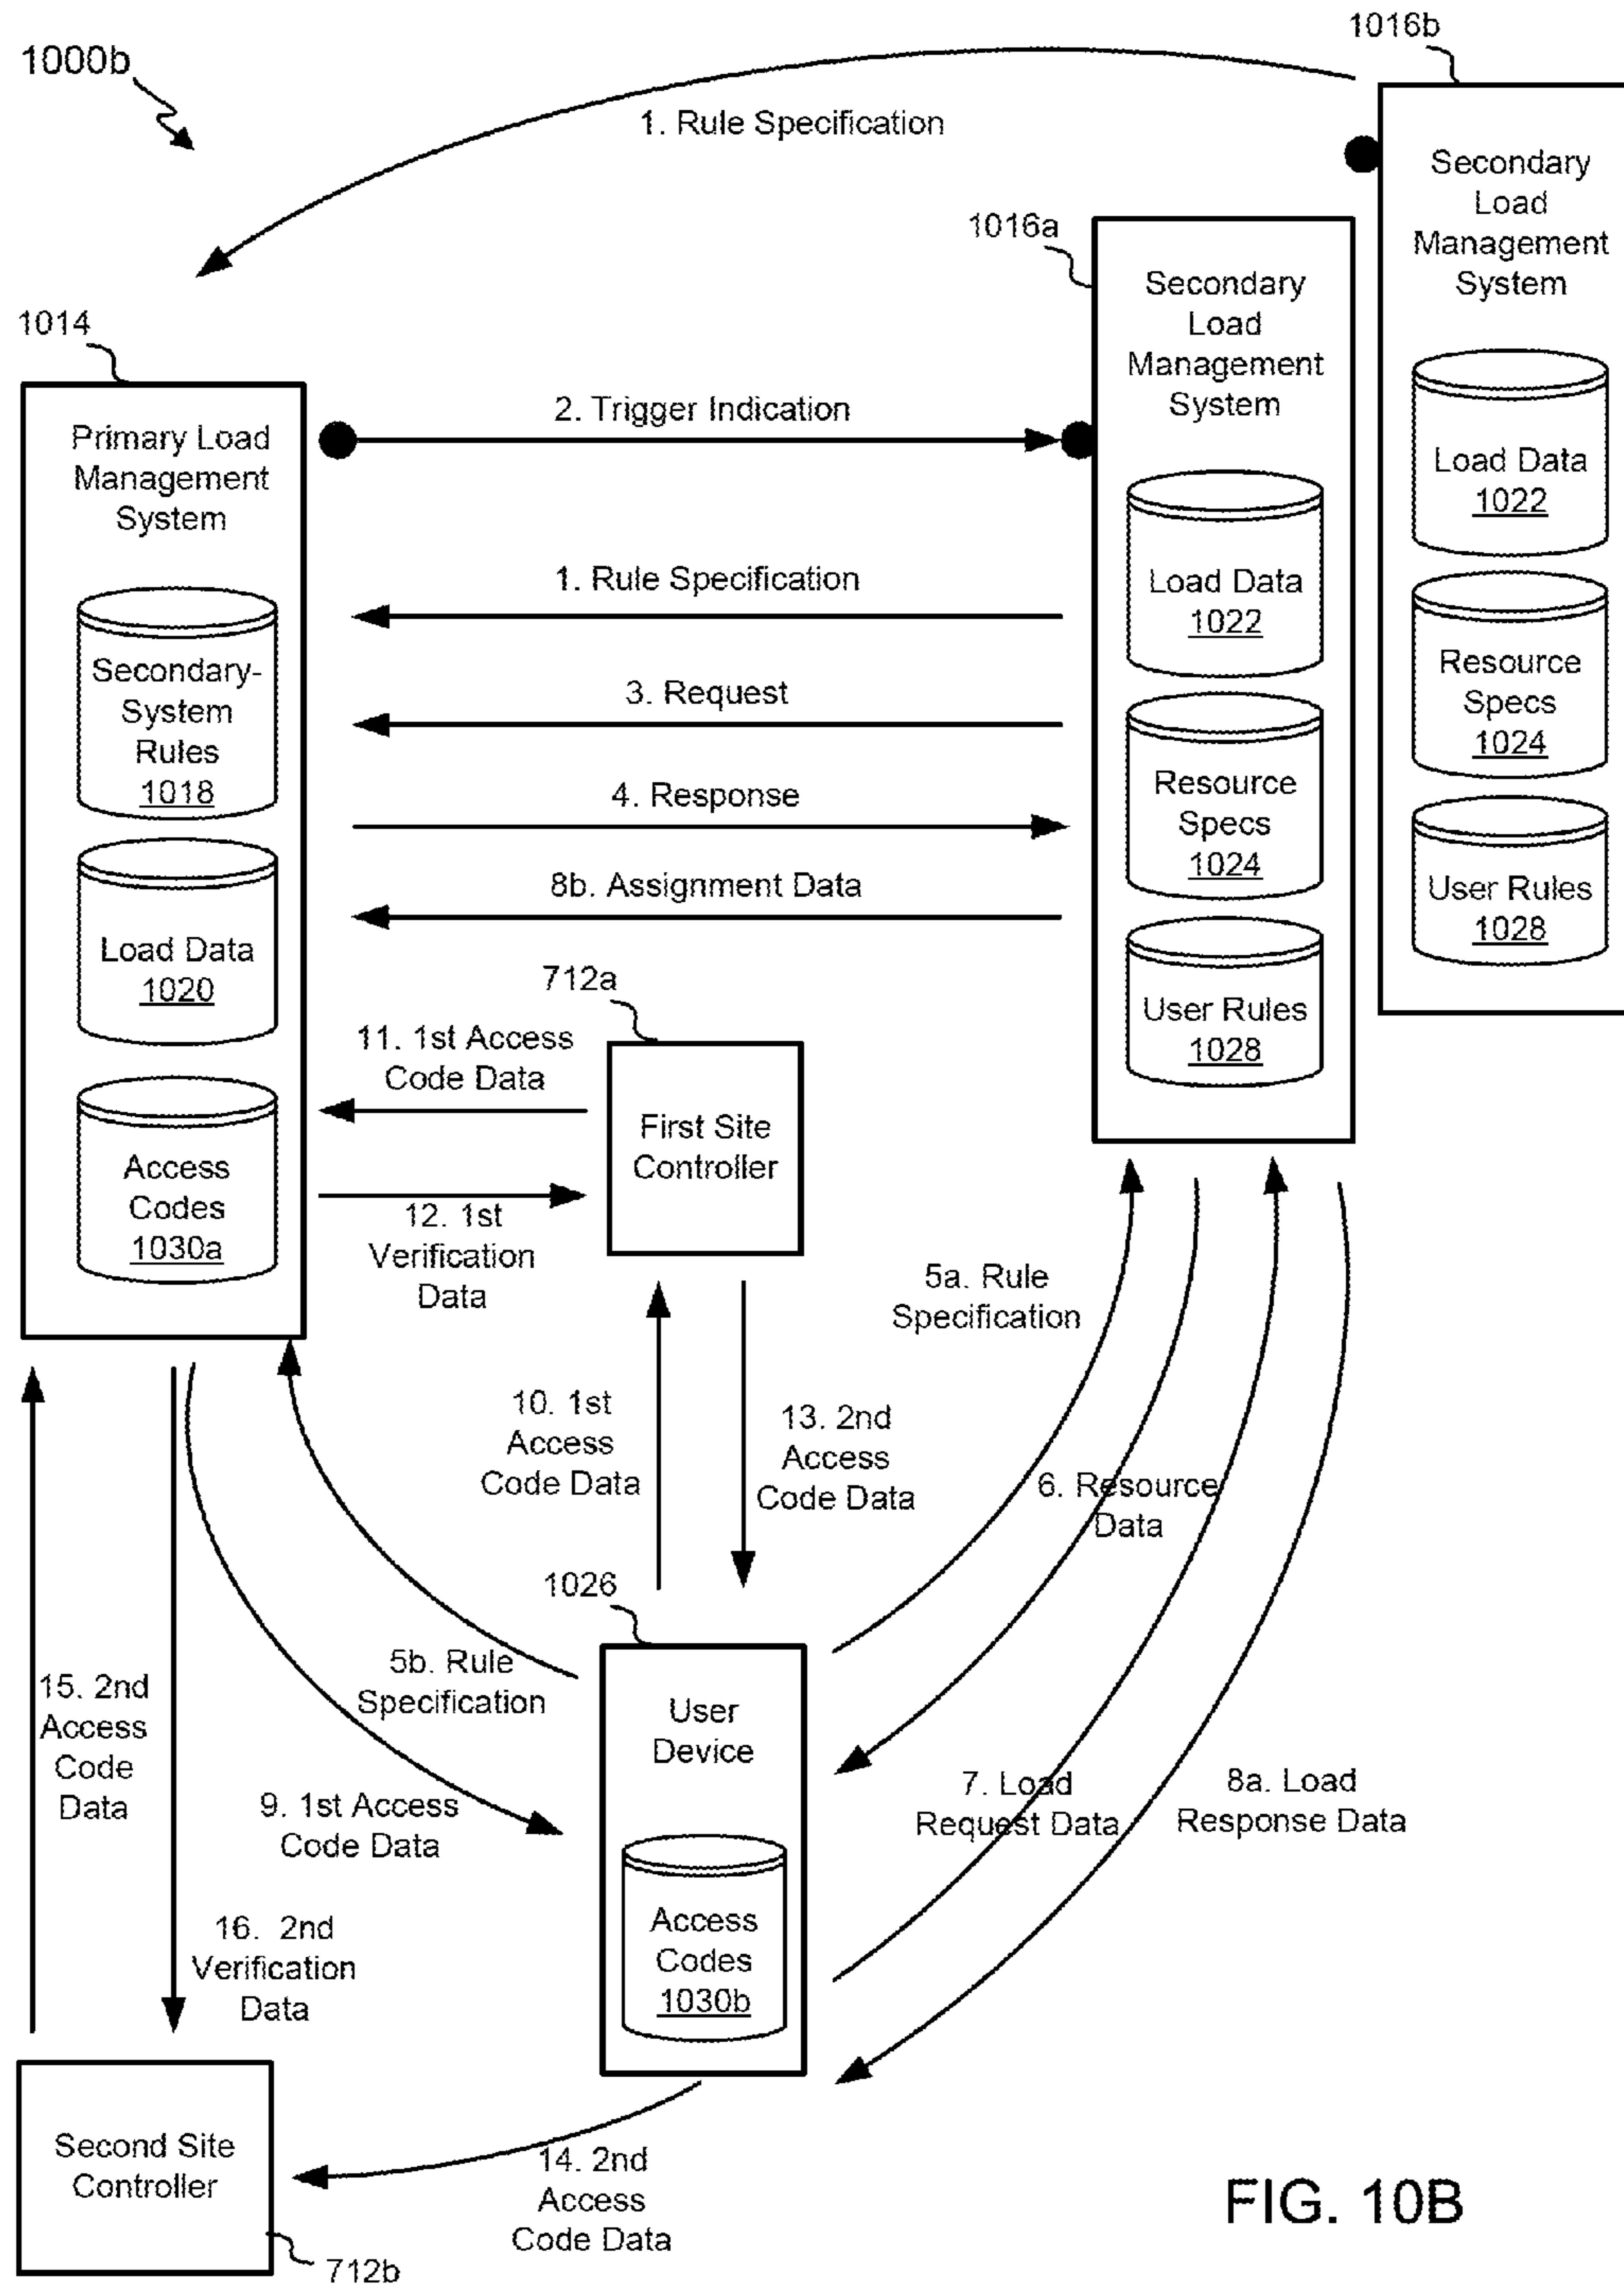 1000b
1016b
1. Rule Specification
Secondary
Load
Management
System
Load Data
1022
Resource
Specs
1024
User Rules
1028
1016a
Secondary
Load
Management
System
Load Data
1022
Resource
Specs
1024
User Rules
1028
1014
Primary Load
Management
System
Secondary-
System
Rules
1018
Load Data
1020
Access
Codes
1030a
2. Trigger Indication
1. Rule Specification
3. Request
4. Response
8b. Assignment Data
712a
11. 1st Access
Code Data
First Site
Controller
12. 1st
Verification
Data
5a. Rule
Specification
10. 1st
Access
Code Data
13. 2nd
Access
Code Data
6. Resource
Data
1026
5b. Rule
Specification
15. 2nd
Access
Code
Data
User
Device
9. 1st Access
Code Data
7. Load
Request Data
8a. Load
Response Data
Access
Codes
1030b
16. 2nd
Verification
Data
Second Site
Controller
712b
14. 2nd
Access
Code Data
FIG. 10B